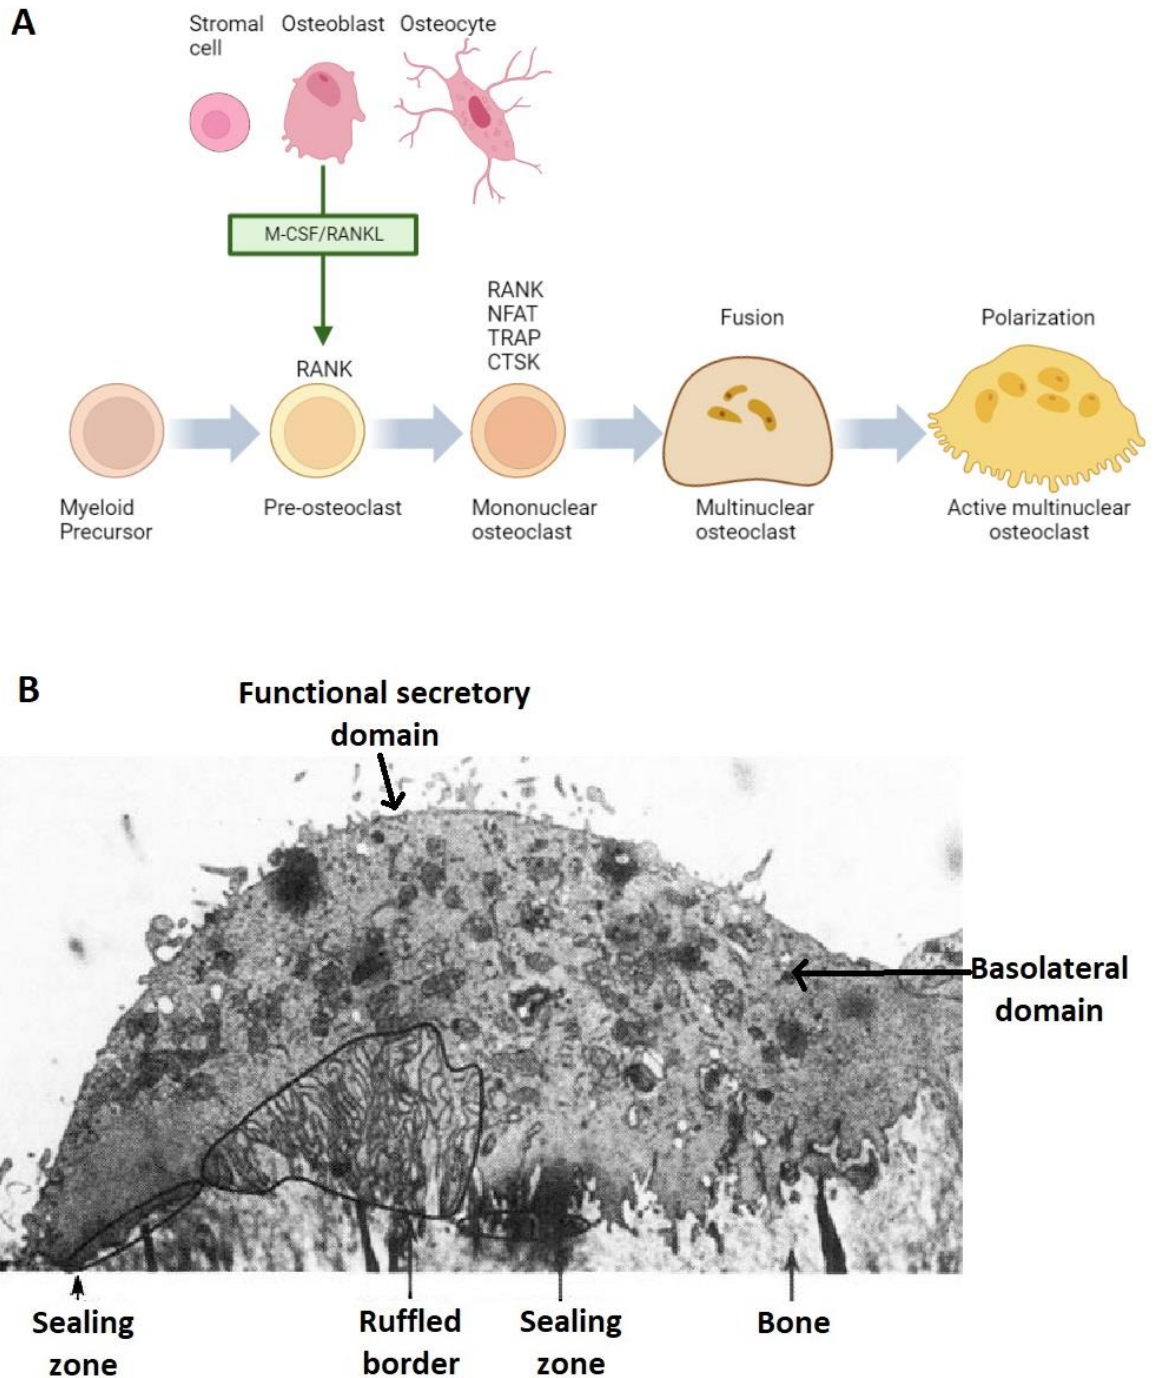 A
Stromal
cell
Osteoblast
Osteocyte
M-CSF/RANKL
RANK
RANK
NFAT
TRAP
CTSK
Fusion
Polarization
Myeloid
Precursor
Pre-osteoclast
Mononuclear
osteoclast
Multinuclear
osteoclast
Active multinuclear
osteoclast
B
Functional secretory
domain
Basolateral
domain
Sealing
zone
Ruffled
border
Sealing
zone
Bone